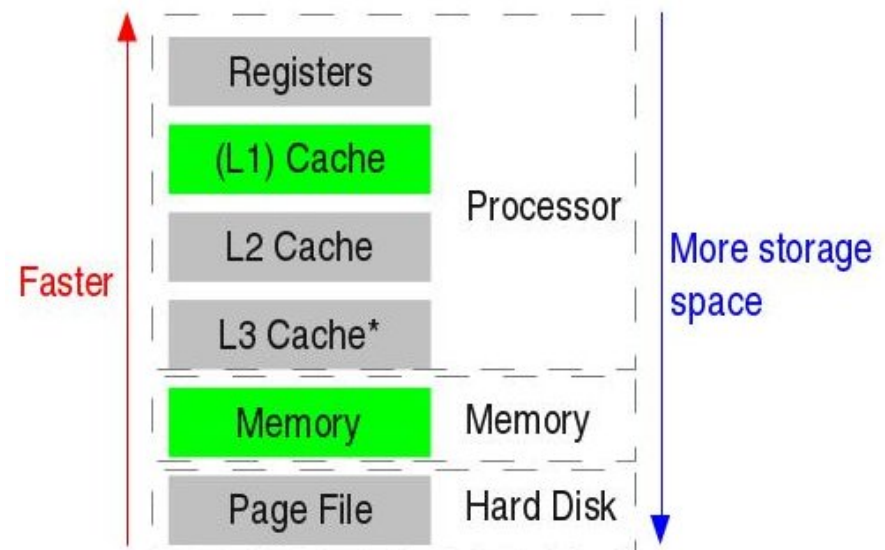 Registers
(L1) Cache
Processor
L2 Cache
Faster
More storage
space
L3 Cache*
Memory
Memory
Page File
Hard Disk